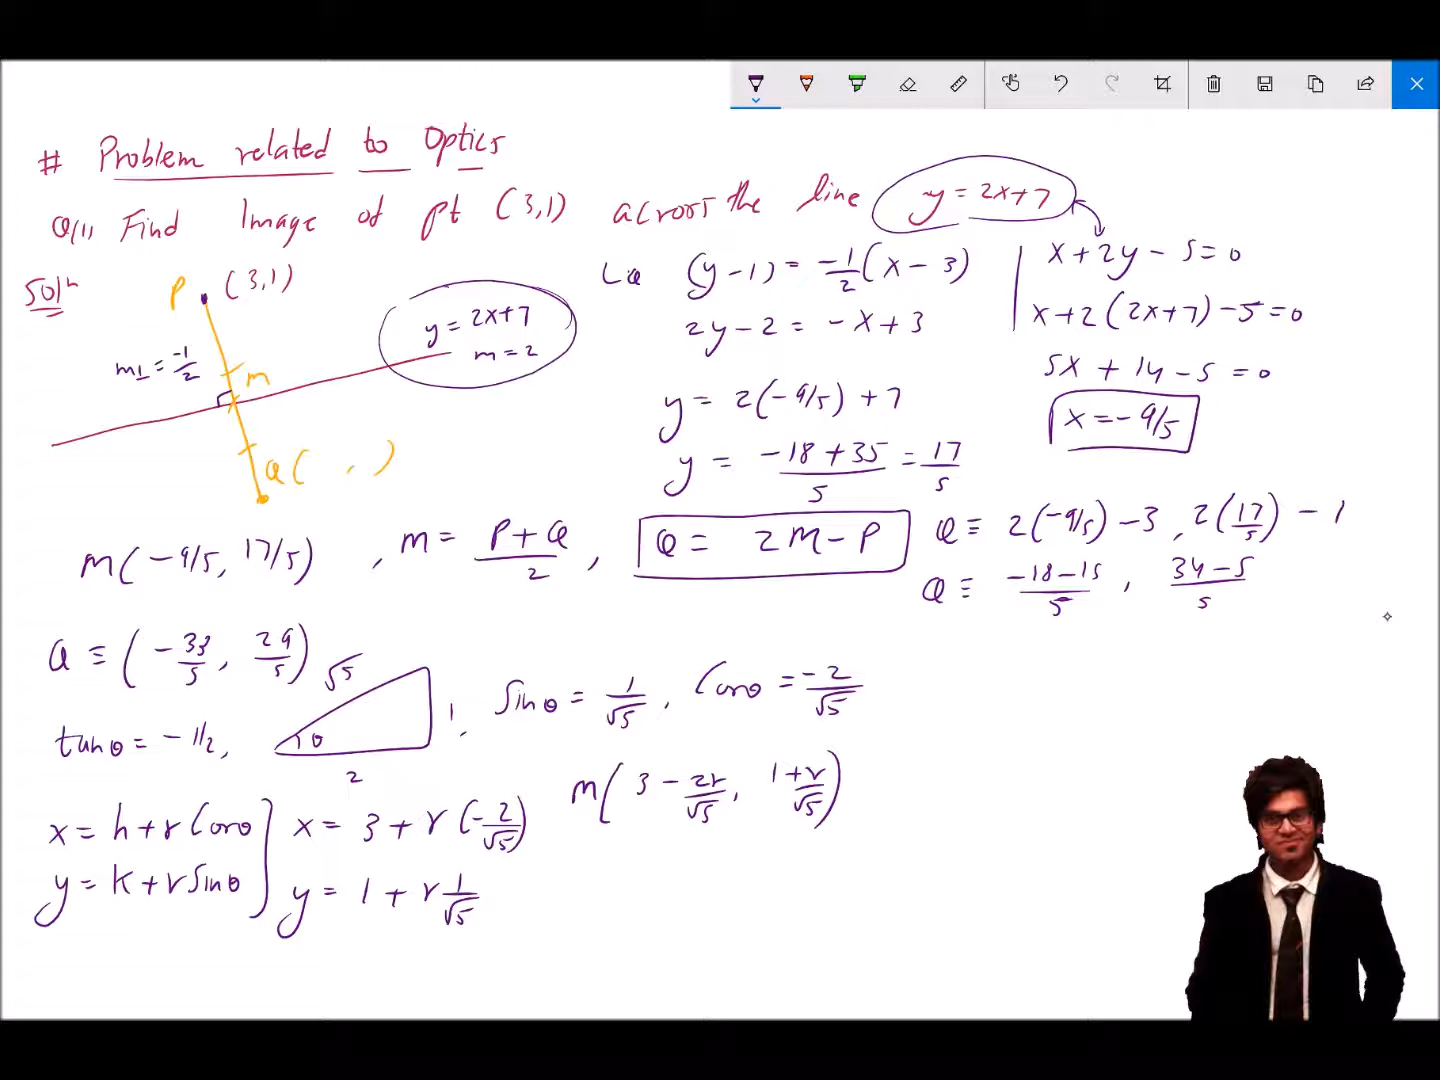 # Problem related to Optics
Q(1) Find Image of pt (3,1) across the line y = 2x+7
Solⁿ
P (3,1)
m⊥ = -1/2
m
y = 2x+7
m = 2
Q ( , )
(y - 1) = -1/2 (x - 3)
2y - 2 = - x + 3
y = 2(-9/5) + 7
y = -18 + 35 / 5 = 17/5
x + 2y - 5 = 0
x + 2(2x+7) - 5 = 0
5x + 14 - 5 = 0
x = - 9/5
m(-9/5, 17/5) , m = P + Q / 2 , Q = 2M - P
Q ≡ 2(-9/5) - 3 , 2(17/5) - 1
Q ≡ -18-15 / 5 , 34-5 / 5
Q ≡ (-33/5, 29/5)
tanθ = - 1/2,
√5
θ
1
2
Sinθ = 1/√5 , Cosθ = -2/√5
x = h + r Cosθ
y = k + r Sinθ
x = 3 + r (-2/√5)
y = 1 + r 1/√5
m(3 - 2r/√5, 1+r/√5)